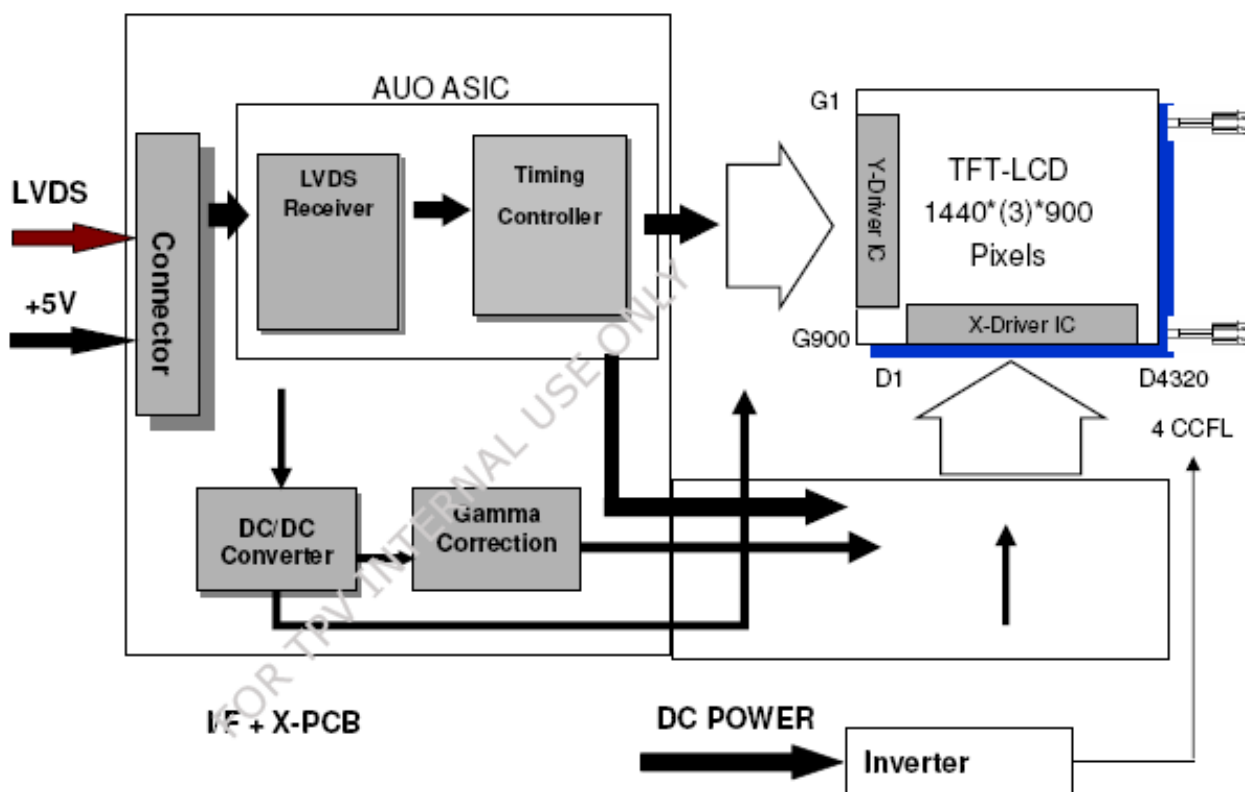 AUO ASIC
LVDS
+5V
Connector
LVDS
Receiver
Timing
Controller
DC/DC
Converter
Gamma
Correction
I/F + X-PCB
FOR TPV INTERNAL USE ONLY
G1
G900
Y-Driver IC
TFT-LCD
1440*(3)*900
Pixels
X-Driver IC
D1
D4320
4 CCFL
DC POWER
Inverter